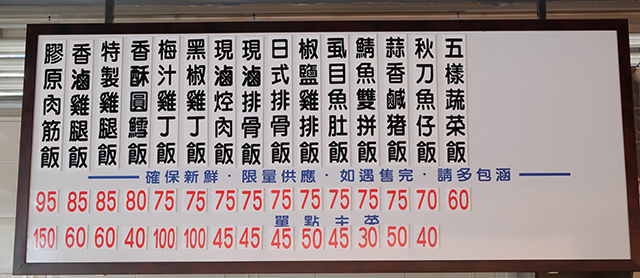 膠原肉筋飯
香滷雞腿飯
特製雞腿飯
香酥圓鱈飯
梅汁雞丁飯
黑椒雞丁飯
現滷焢肉飯
現滷排骨飯
日式排骨飯
椒鹽雞排飯
虱目魚肚飯
鯖魚雙拼飯
蒜香鹹豬飯
秋刀魚仔飯
五樣蔬菜飯
確保新鮮·限量供應·如遇售完·請多包涵
95 85 85 80 75 75 75 75 75 75 75 75 75 70 60
單點主菜
150 60 60 40 100 100 45 45 45 50 45 30 50 40